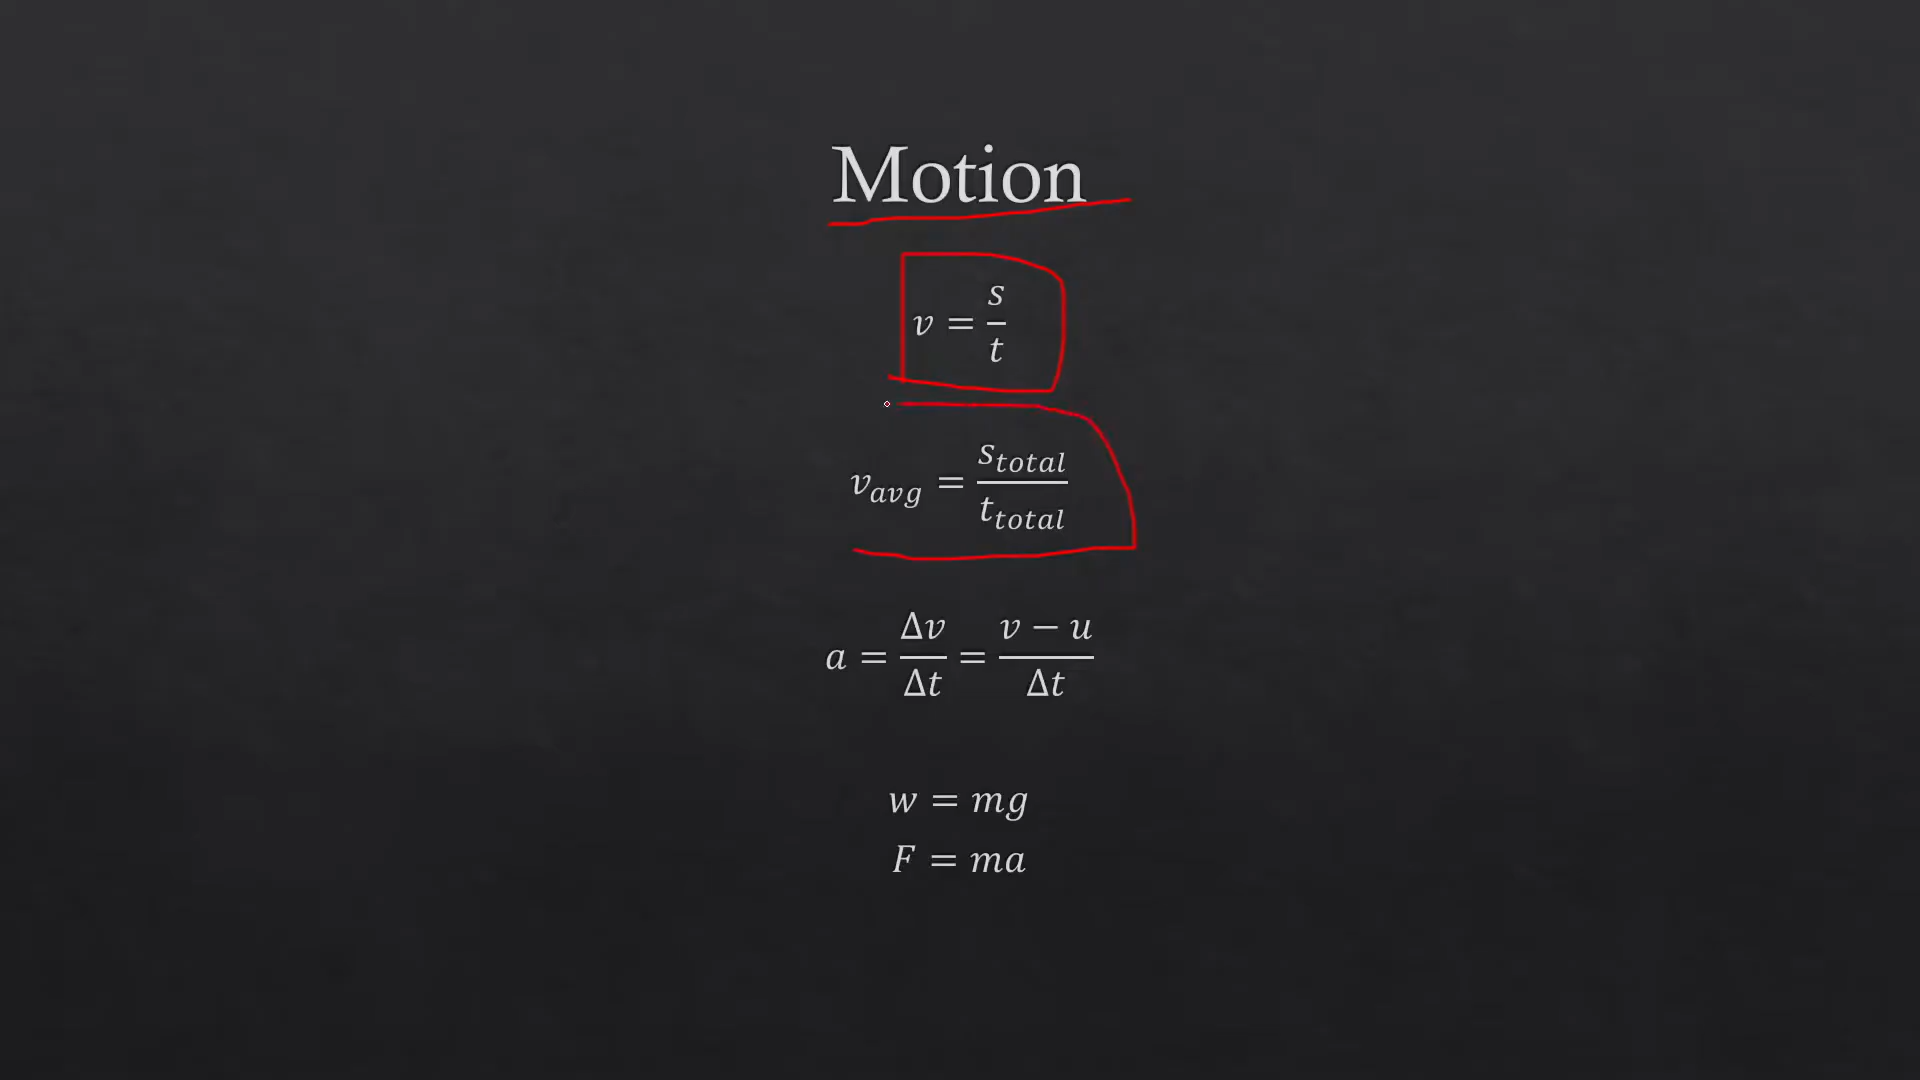 Motion
v = s/t
v_avg = s_total/t_total
a = Δv/Δt = v − u/Δt
w = mg
F = ma